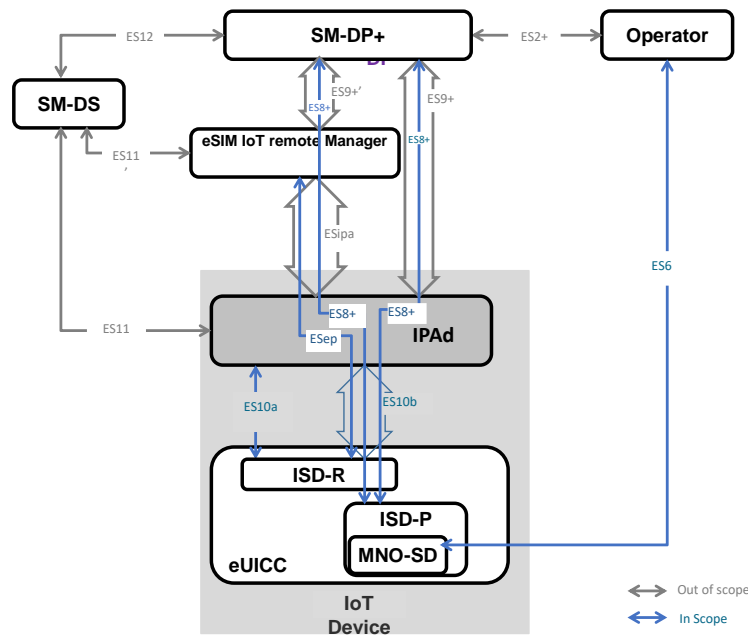 ES12
SM-DP+
ES2+
Operator
ES9+'
ES9+
SM-DS
ES8+
ES8+
eSIM IoT remote Manager
ES11
'
ESipa
ES6
ES8+
ES8+
ES11
ESep
IPAd
ES10a
ES10b
ISD-R
ISD-P
MNO-SD
eUICC
IoT
Device
Out of scope
In Scope